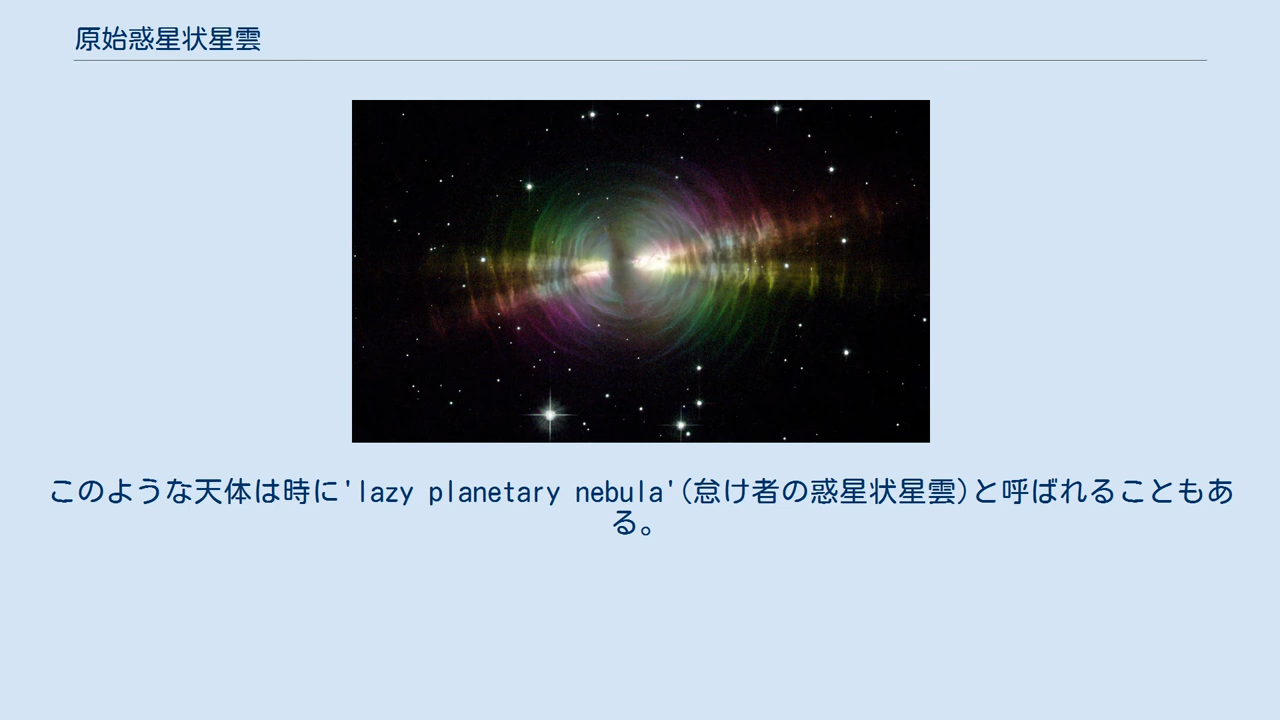 原始惑星状星雲
このような天体は時に'lazy planetary nebula'(怠け者の惑星状星雲)と呼ばれることもあ
る。